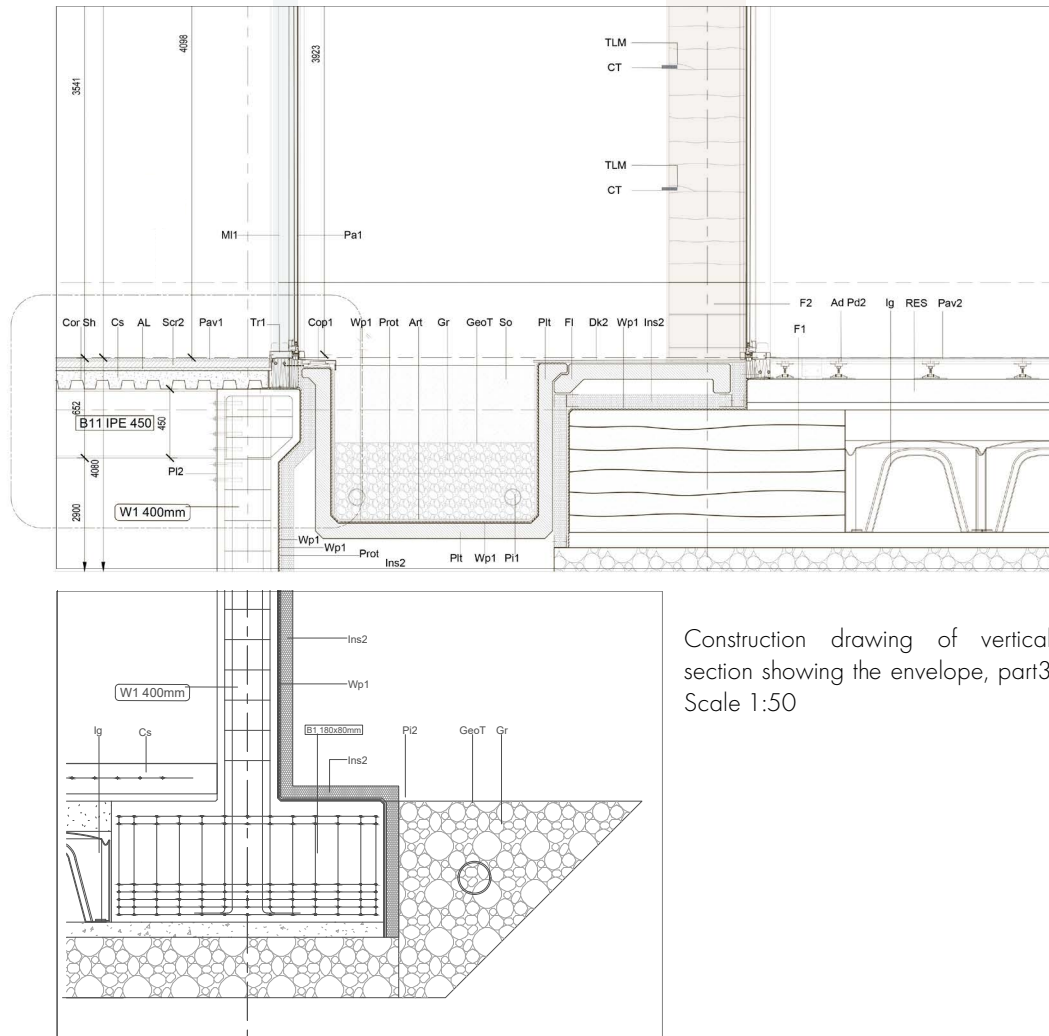 4098
3923
3541
TLM
CT
TLM
CT
Ml1
Pa1
F2 Ad Pd2 Ig RES Pav2
F1
Cor Sh Cs AL Scr2 Pav1 Tr1 Cop1 Wp1 Prot Art Gr GeoT So Plt Fl Dk2 Wp1 Ins2
652
B11 IPE 450
450
4080
Pl2
2900
W1 400mm
Wp1
Wp1
Prot
Ins2
Plt Wp1 Pi1
Ins2
W1 400mm
Wp1
Ig Cs
B1 180x80mm
Pi2 GeoT Gr
Ins2
Construction drawing of vertical
section showing the envelope, part3
Scale 1:50